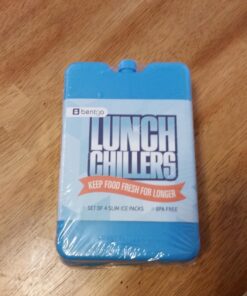 bentgo
LUNCH
CHILLERS
KEEP FOOD FRESH FOR LONGER
SET OF 4 SLIM ICE PACKS BPA-FREE